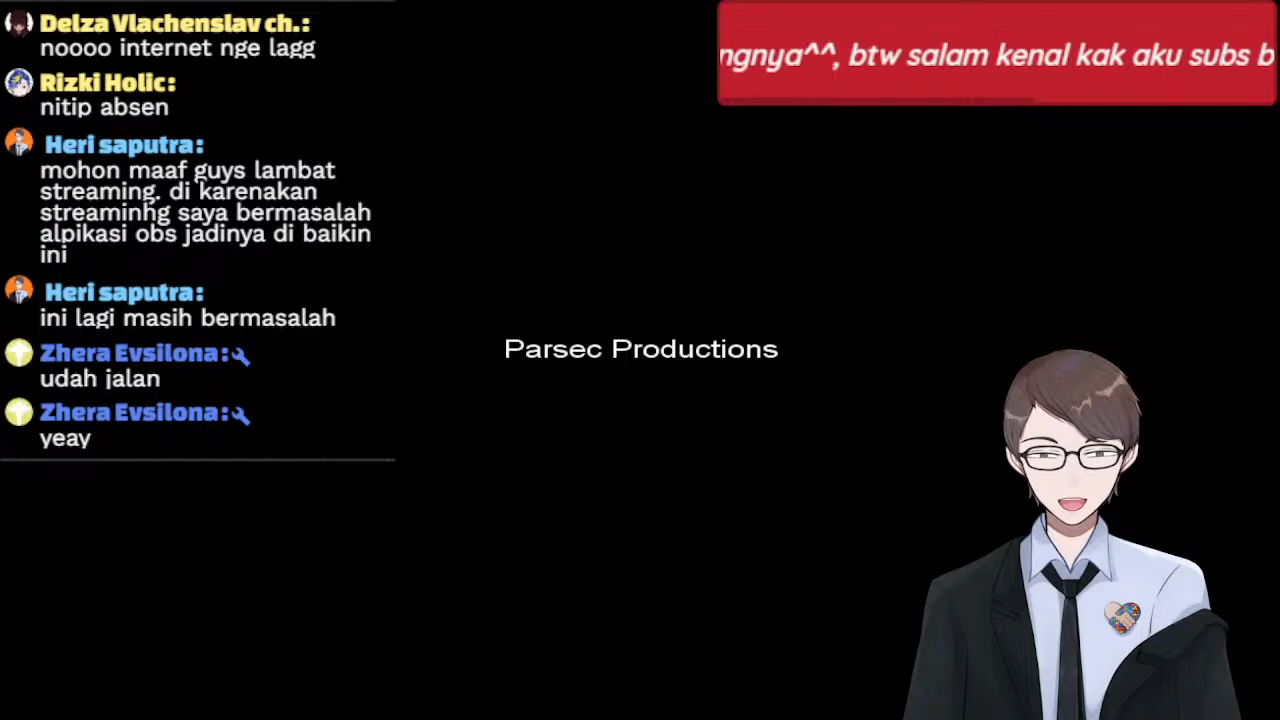 Delza Vlachenslav ch.:
noooo internet nge lagg
Rizki Holic:
nitip absen
Heri saputra:
mohon maaf guys lambat
streaming. di karenakan
streaminhg saya bermasalah
alpikasi obs jadinya di baikin
ini
Heri saputra:
ini lagi masih bermasalah
Zhera Evsilona:
udah jalan
Zhera Evsilona:
yeay
ngnya^^, btw salam kenal kak aku subs b
Parsec Productions